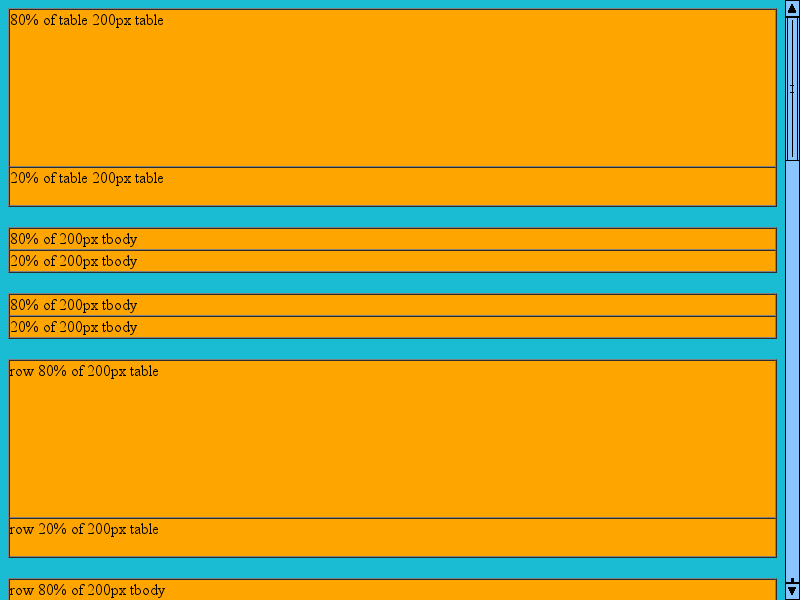 80% of table 200px table
20% of table 200px table
80% of 200px tbody
20% of 200px tbody
80% of 200px tbody
20% of 200px tbody
row 80% of 200px table
row 20% of 200px table
row 80% of 200px tbody